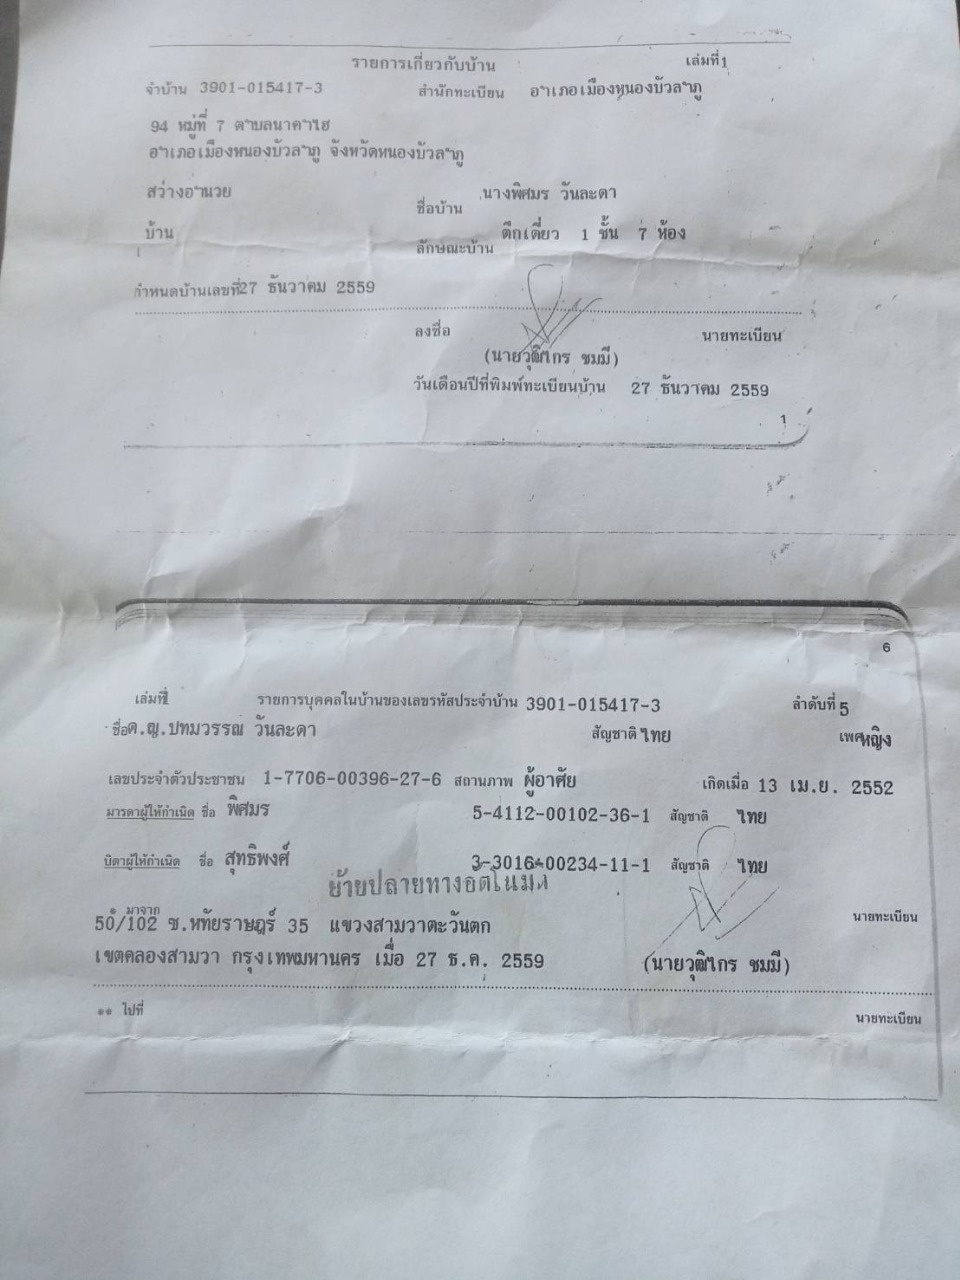 รายการเกี่ยวกับบ้าน เล่มที่1
จำบ้าน 3901-015417-3 สำนักทะเบียน อำเภอเมืองหนองบัวลำภู
94 หมู่ที่ 7 ตำบลนาคำไฮ
อำเภอเมืองหนองบัวลำภู จังหวัดหนองบัวลำภู
สว่างอำนวย ชื่อบ้าน นางพิศมร วันละดา
บ้าน ลักษณะบ้าน ตึกเดี่ยว 1 ชั้น 7 ห้อง
กำหนดบ้านเลขที่27 ธันวาคม 2559
ลงชื่อ นายทะเบียน
(นายวุฒิไกร ชมมี)
วันเดือนปีที่พิมพ์ทะเบียนบ้าน 27 ธันวาคม 2559
1
6
เล่มที่1 รายการบุคคลในบ้านของเลขรหัสประจำบ้าน 3901-015417-3 ลำดับที่ 5
ชื่อด.ญ.ปทมวรรณ วันละดา สัญชาติ ไทย เพศหญิง
เลขประจำตัวประชาชน 1-7706-00396-27-6 สถานภาพ ผู้อาศัย เกิดเมื่อ 13 เม.ย. 2552
มารดาผู้ให้กำเนิด ชื่อ พิศมร 5-4112-00102-36-1 สัญชาติ ไทย
บิดาผู้ให้กำเนิด ชื่อ สุทธิพงศ์ 3-3016-00234-11-1 สัญชาติ ไทย
ย้ายปลายทางอัตโนมัติ
มาจาก
50/102 ซ.หทัยราษฎร์ 35 แขวงสามวาตะวันตก นายทะเบียน
เขตคลองสามวา กรุงเทพมหานคร เมื่อ 27 ธ.ค. 2559 (นายวุฒิไกร ชมมี)
ไปที่ นายทะเบียน